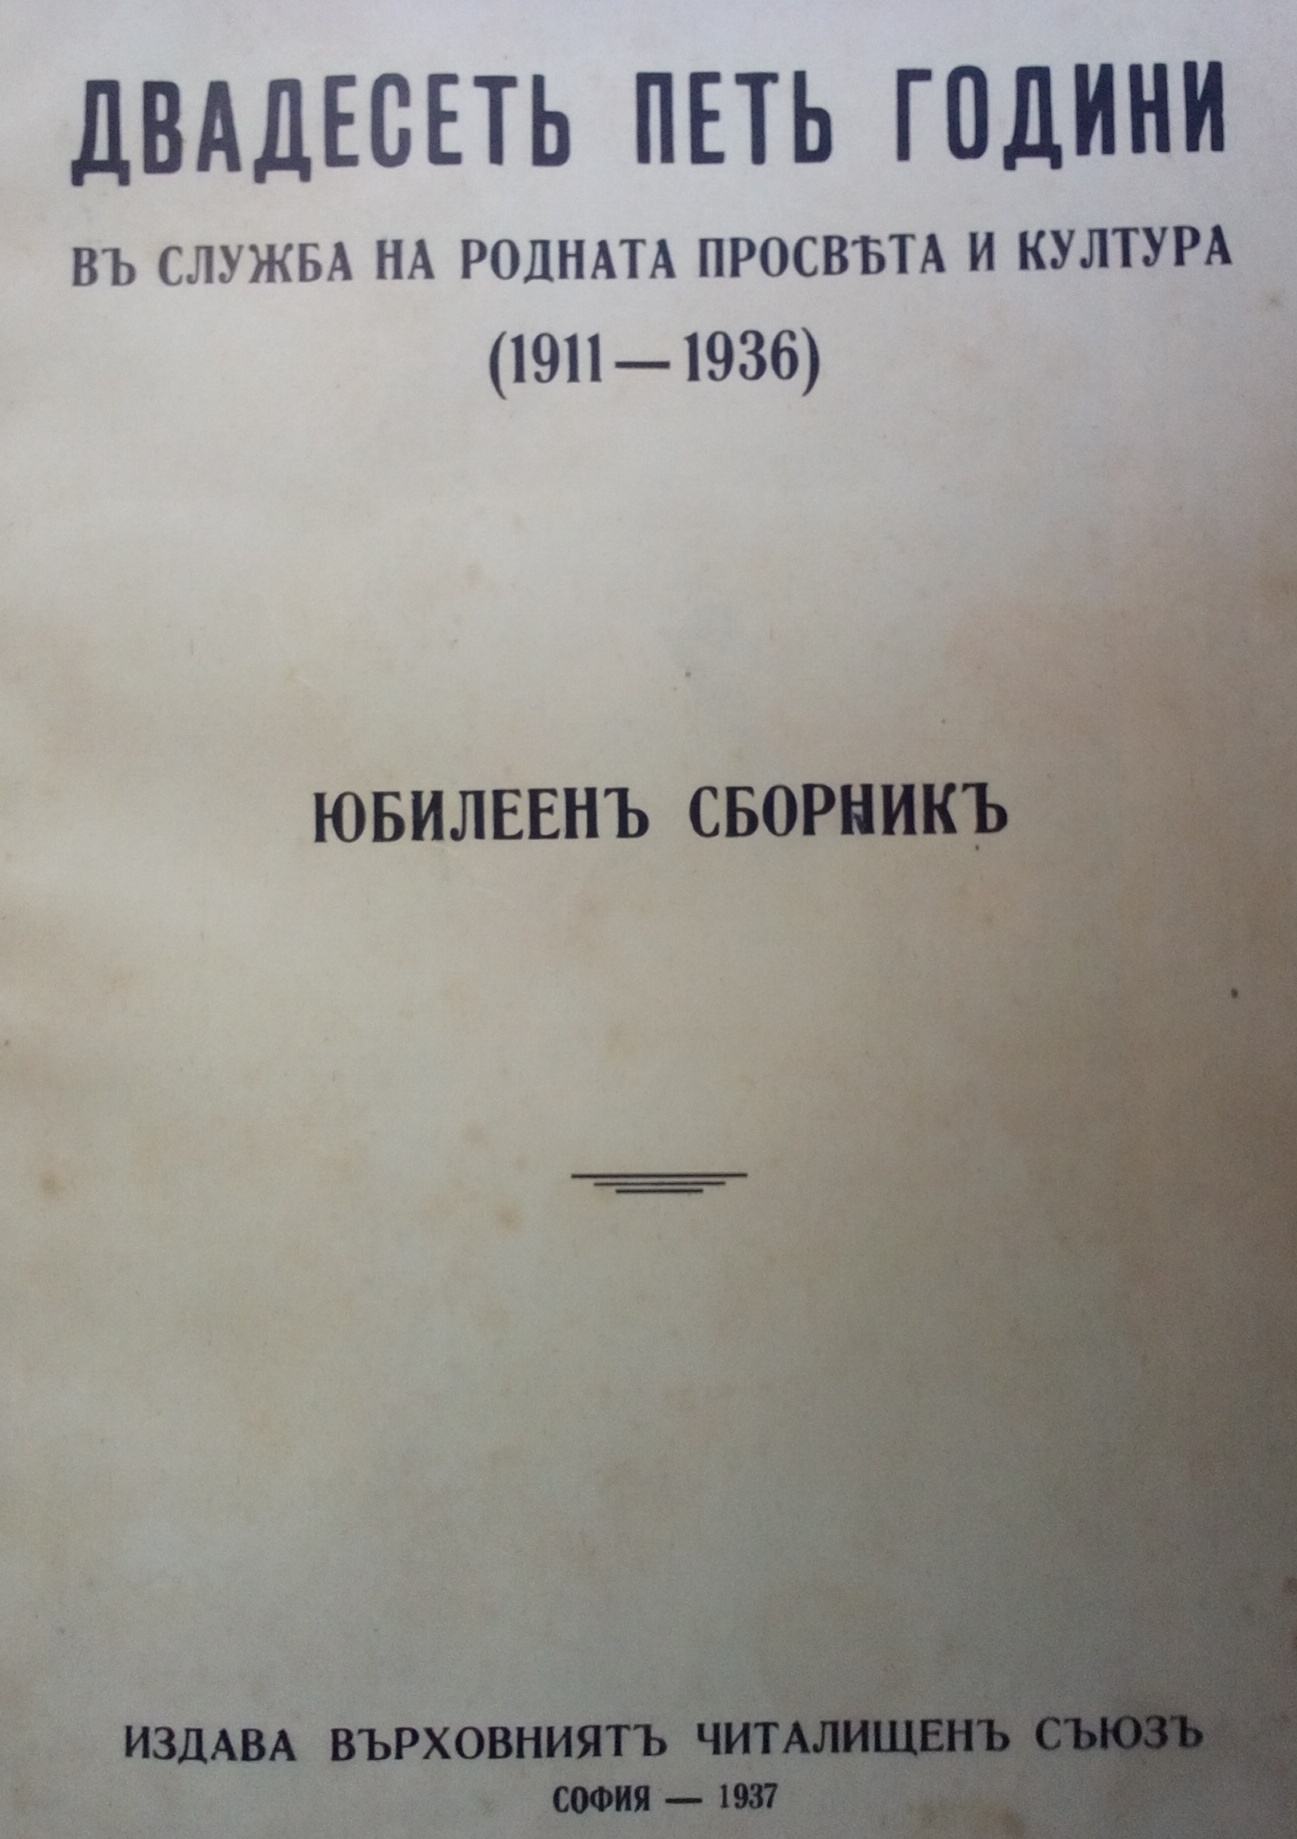 ДВАДЕСЕТЬ ПЕТЬ ГОДИНИ
ВЪ СЛУЖБА НА РОДНАТА ПРОСВѢТА И КУЛТУРА
(1911 — 1936)
ЮБИЛЕЕНЪ СБОРНИКЪ
ИЗДАВА ВЪРХОВНИЯТЪ ЧИТАЛИЩЕНЪ СЪЮЗЪ
СОФИЯ — 1937